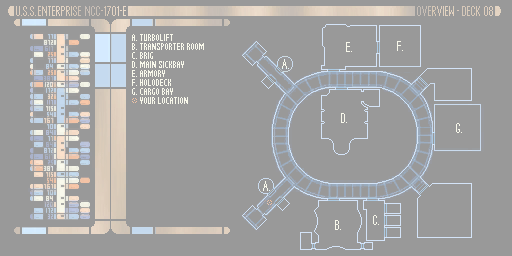 U.S.S. ENTERPRISE NCC-1701-E
OVERVIEW - DECK 08
A. TURBOLIFT
B. TRANSPORTER ROOM
C. BRIG
D. MAIN SICKBAY
E. ARMORY
F. HOLODECK
G. CARGO BAY
YOUR LOCATION
E.
F.
A.
D.
G.
A.
B.
C.